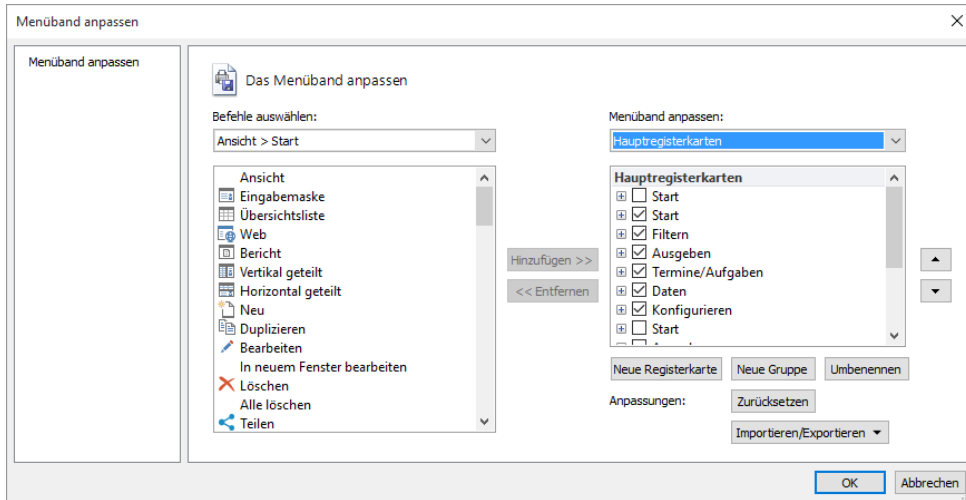 Menüband anpassen
Menüband anpassen
Das Menüband anpassen
Befehle auswählen:
Ansicht > Start
Ansicht
Eingabemaske
Übersichtsliste
Web
Bericht
Vertikal geteilt
Horizontal geteilt
Neu
Duplizieren
Bearbeiten
In neuem Fenster bearbeiten
Löschen
Alle löschen
Teilen
Hinzufügen >>
<< Entfernen
Menüband anpassen:
Hauptregisterkarten
Hauptregisterkarten
Start
Start
Filtern
Ausgeben
Termine/Aufgaben
Daten
Konfigurieren
Start
Neue Registerkarte
Neue Gruppe
Umbenennen
Anpassungen:
Zurücksetzen
Importieren/Exportieren
OK
Abbrechen